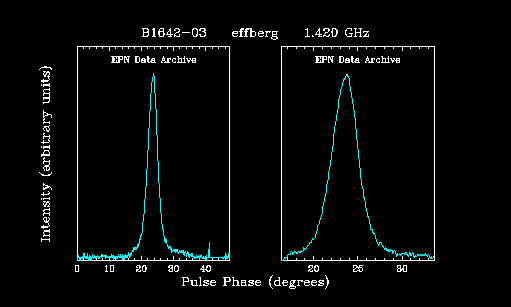 B1642-03 effberg 1.420 GHz
EPN Data Archive EPN Data Archive
Intensity (arbitrary units)
0 10 20 30 40 20 25 30
Pulse Phase (degrees)